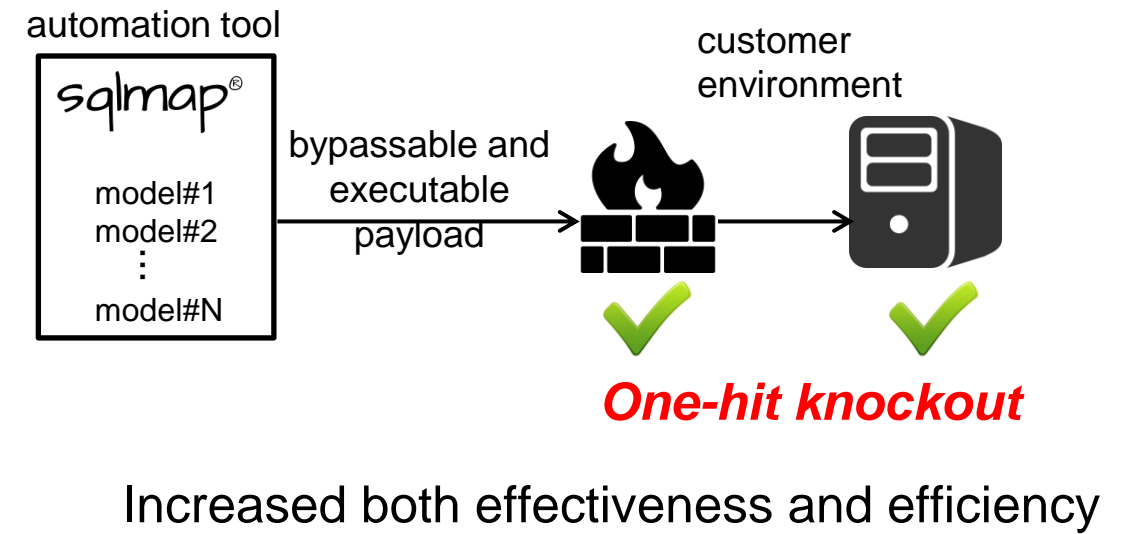 automation tool
sqlmap®
model#1
model#2
⋮
model#N
bypassable and
executable
payload
customer
environment
One-hit knockout
Increased both effectiveness and efficiency